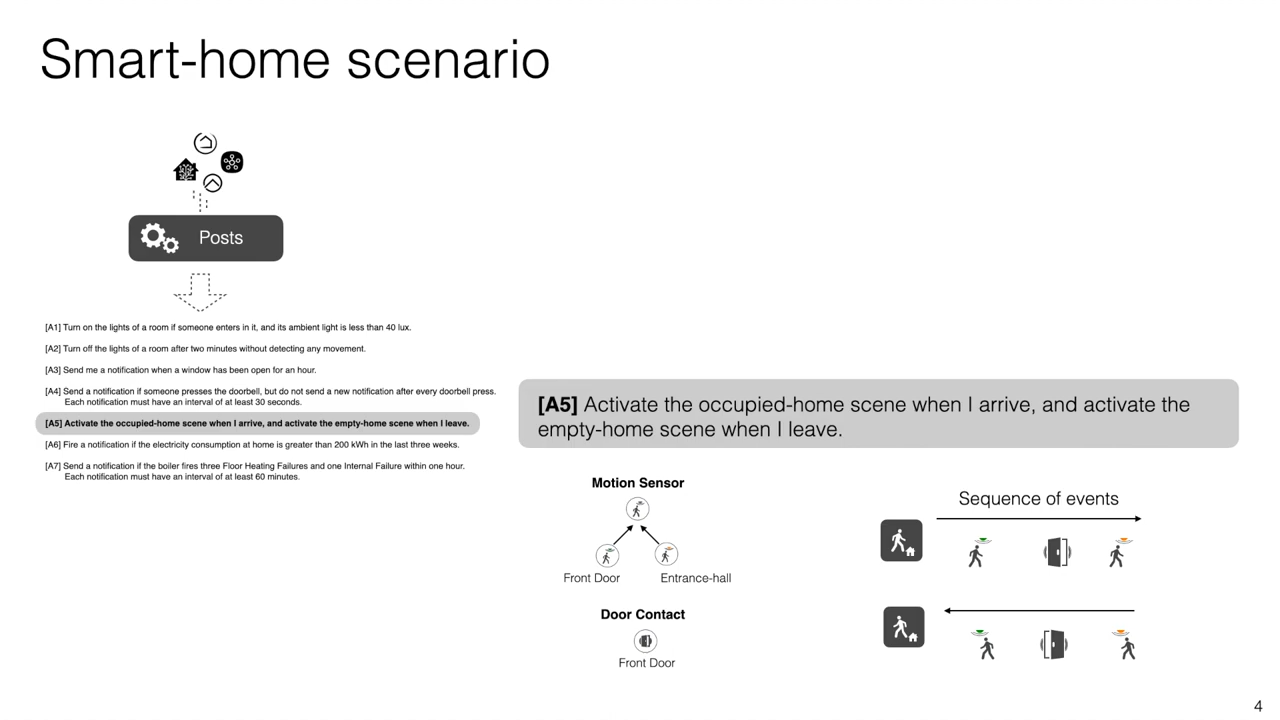 Smart-home scenario
Posts
[A1] Turn on the lights of a room if someone enters in it, and its ambient light is less than 40 lux.
[A2] Turn off the lights of a room after two minutes without detecting any movement.
[A3] Send me a notification when a window has been open for an hour.
[A4] Send a notification if someone presses the doorbell, but do not send a new notification after every doorbell press.
Each notification must have an interval of at least 30 seconds.
[A5] Activate the occupied-home scene when I arrive, and activate the empty-home scene when I leave.
[A6] Fire a notification if the electricity consumption at home is greater than 200 kWh in the last three weeks.
[A7] Send a notification if the boiler fires three Floor Heating Failures and one Internal Failure within one hour.
Each notification must have an interval of at least 60 minutes.
[A5] Activate the occupied-home scene when I arrive, and activate the
empty-home scene when I leave.
Motion Sensor
Front Door
Entrance-hall
Door Contact
Front Door
Sequence of events
4